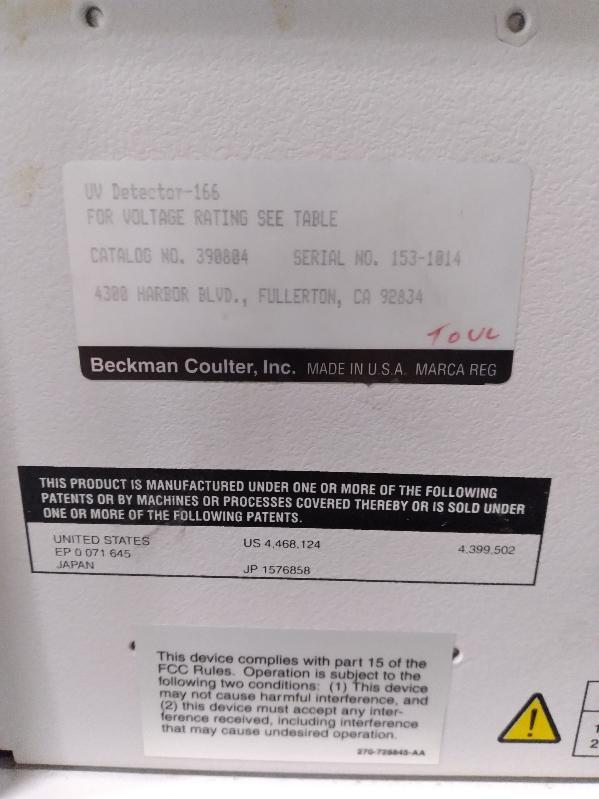 UV Detector-166
FOR VOLTAGE RATING SEE TABLE
CATALOG NO. 390804 SERIAL NO. 153-1014
4300 HARBOR BLVD., FULLERTON, CA 92834
TOUL
Beckman Coulter, Inc. MADE IN U.S.A. MARCA REG
THIS PRODUCT IS MANUFACTURED UNDER ONE OR MORE OF THE FOLLOWING
PATENTS OR BY MACHINES OR PROCESSES COVERED THEREBY OR IS SOLD UNDER
ONE OR MORE OF THE FOLLOWING PATENTS.
UNITED STATES US 4,468,124 4,399,502
EP 0 071 645
JAPAN JP 1576858
This device complies with part 15 of the
FCC Rules. Operation is subject to the
following two conditions: (1) This device
may not cause harmful interference, and
(2) this device must accept any inter-
ference received, including interference
that may cause undesired operation.
270-728845-AA